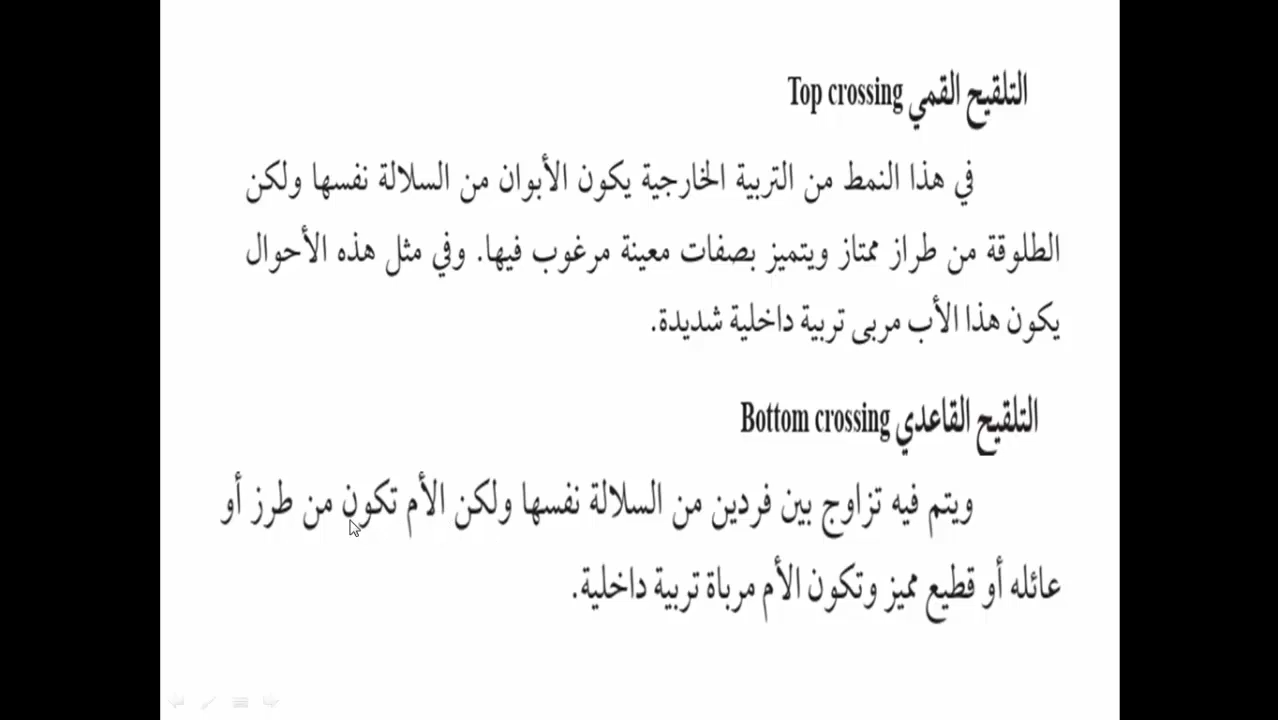 التلقيح القمي Top crossing
في هذا النمط من التربية الخارجية يكون الأبوان من السلالة نفسها ولكن
الطلوقة من طراز ممتاز ويتميز بصفات معينة مرغوب فيها. وفي مثل هذه الأحوال
يكون هذا الأب مربى تربية داخلية شديدة.
التلقيح القاعدي Bottom crossing
ويتم فيه تزاوج بين فردين من السلالة نفسها ولكن الأم تكون من طرز أو
عائله أو قطيع مميز وتكون الأم مرباة تربية داخلية.